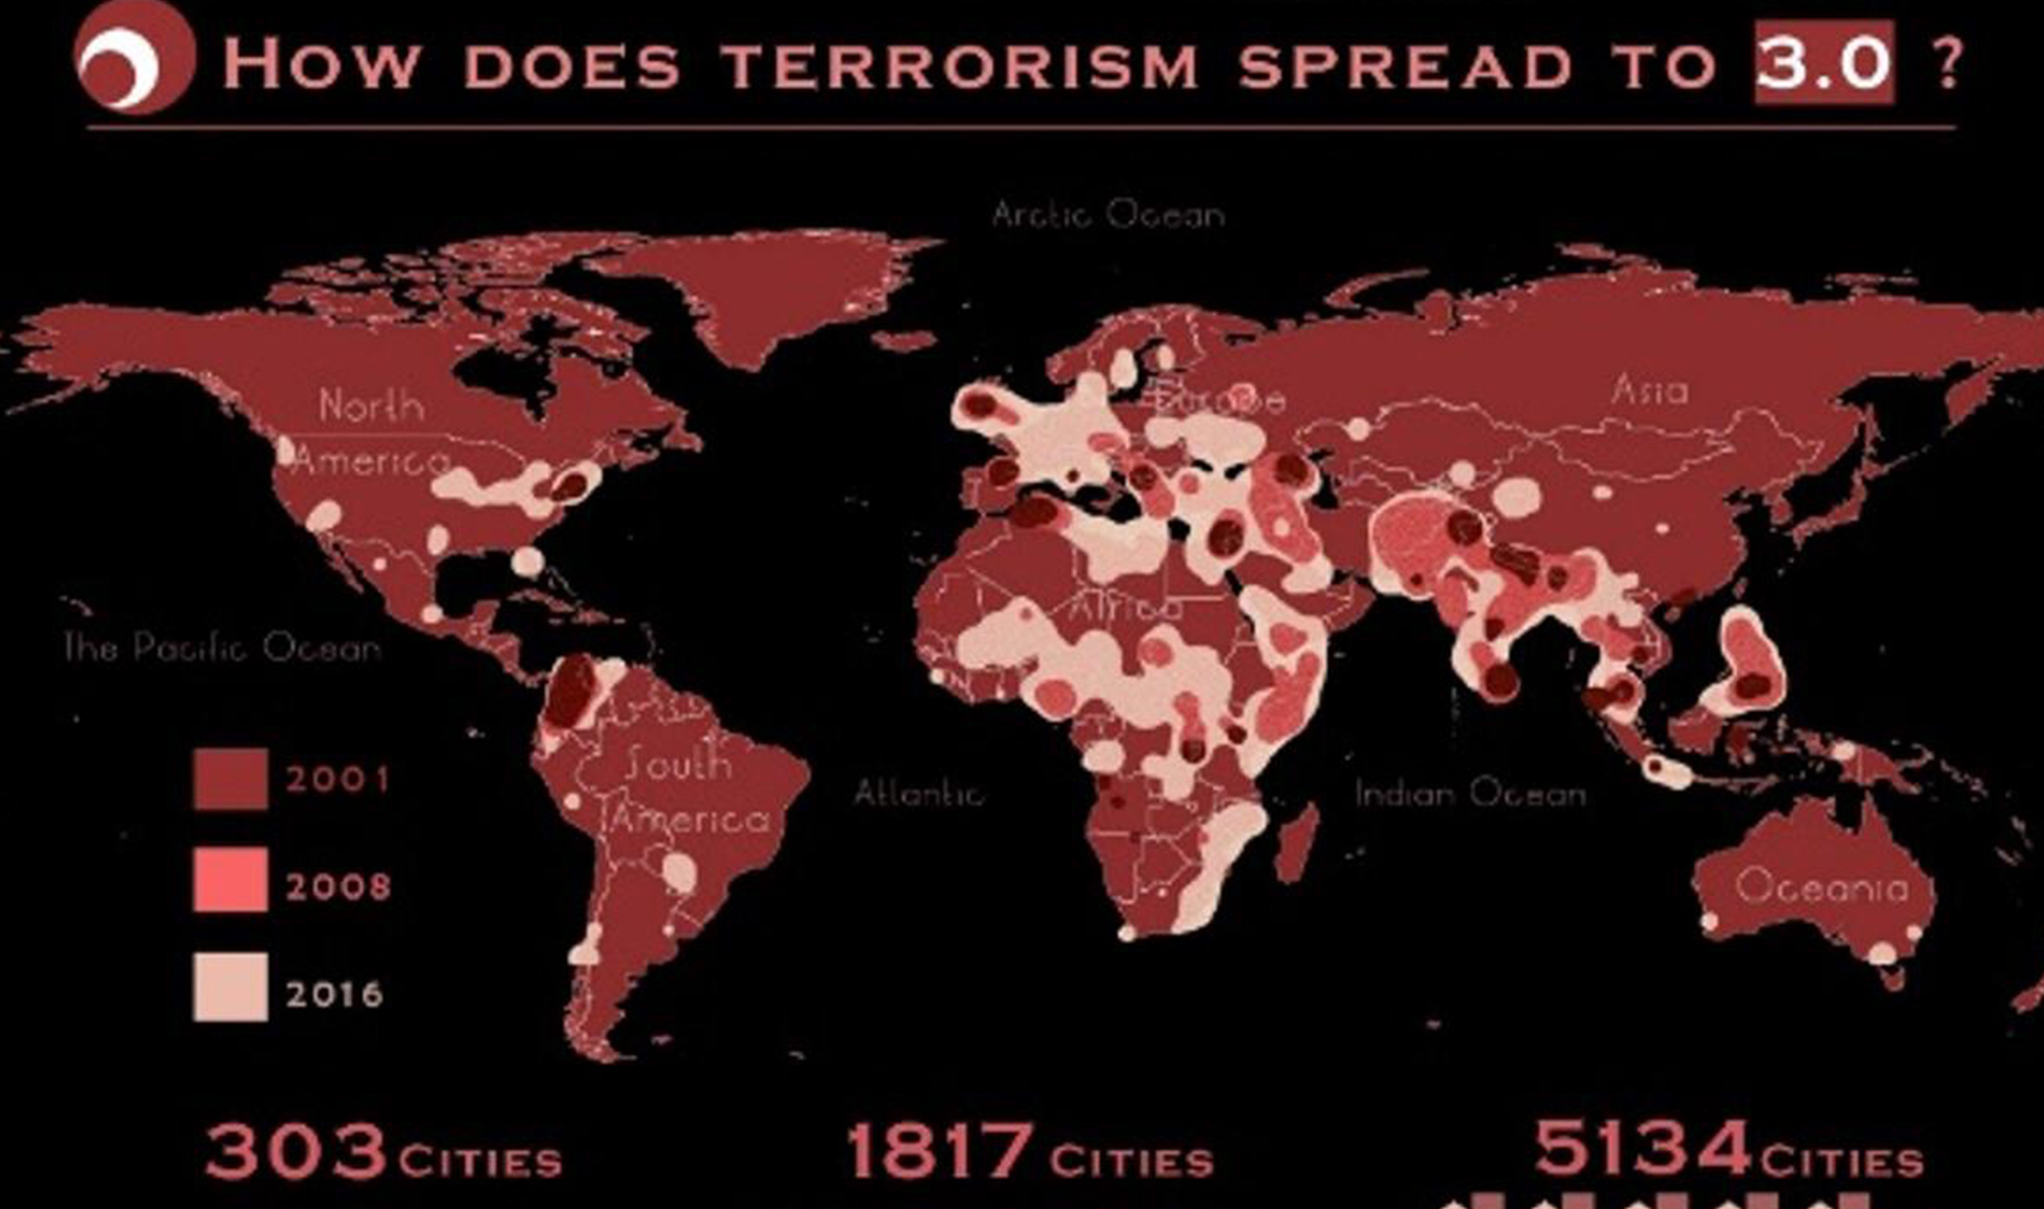 HOW DOES TERRORISM SPREAD TO 3.0 ?
Arctic Ocean
North
America
Europe
Asia
Africa
The Pacific Ocean
South
America
Atlantic
Indian Ocean
Oceania
2001
2008
2016
303 CITIES
1817 CITIES
5134 CITIES